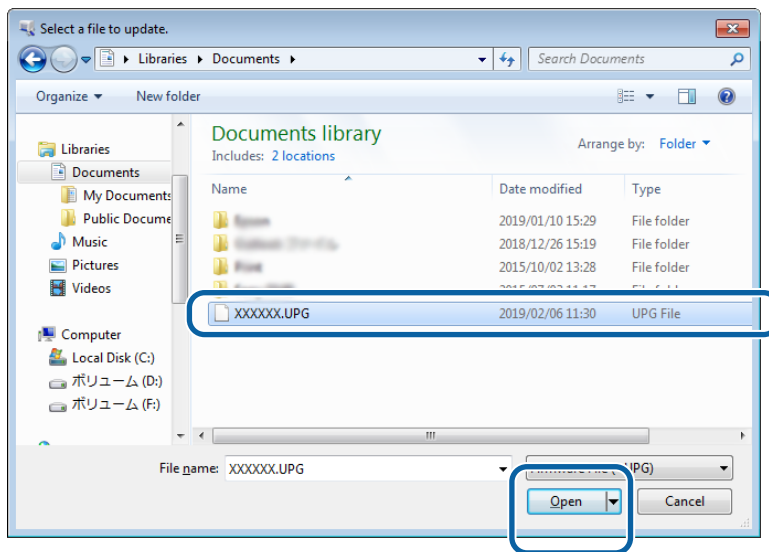 Select a file to update.
Libraries Documents
Search Documents
Organize New folder
Documents library
Includes: 2 locations
Arrange by: Folder
Name Date modified Type
2019/01/10 15:29 File folder
2018/12/26 15:19 File folder
2015/10/02 13:28 File folder
XXXXXX.UPG 2019/02/06 11:30 UPG File
Libraries
Documents
My Documents
Public Docume
Music
Pictures
Videos
Computer
Local Disk (C:)
ボリューム (D:)
ボリューム (F:)
File name: XXXXXX.UPG
UPG)
Open Cancel